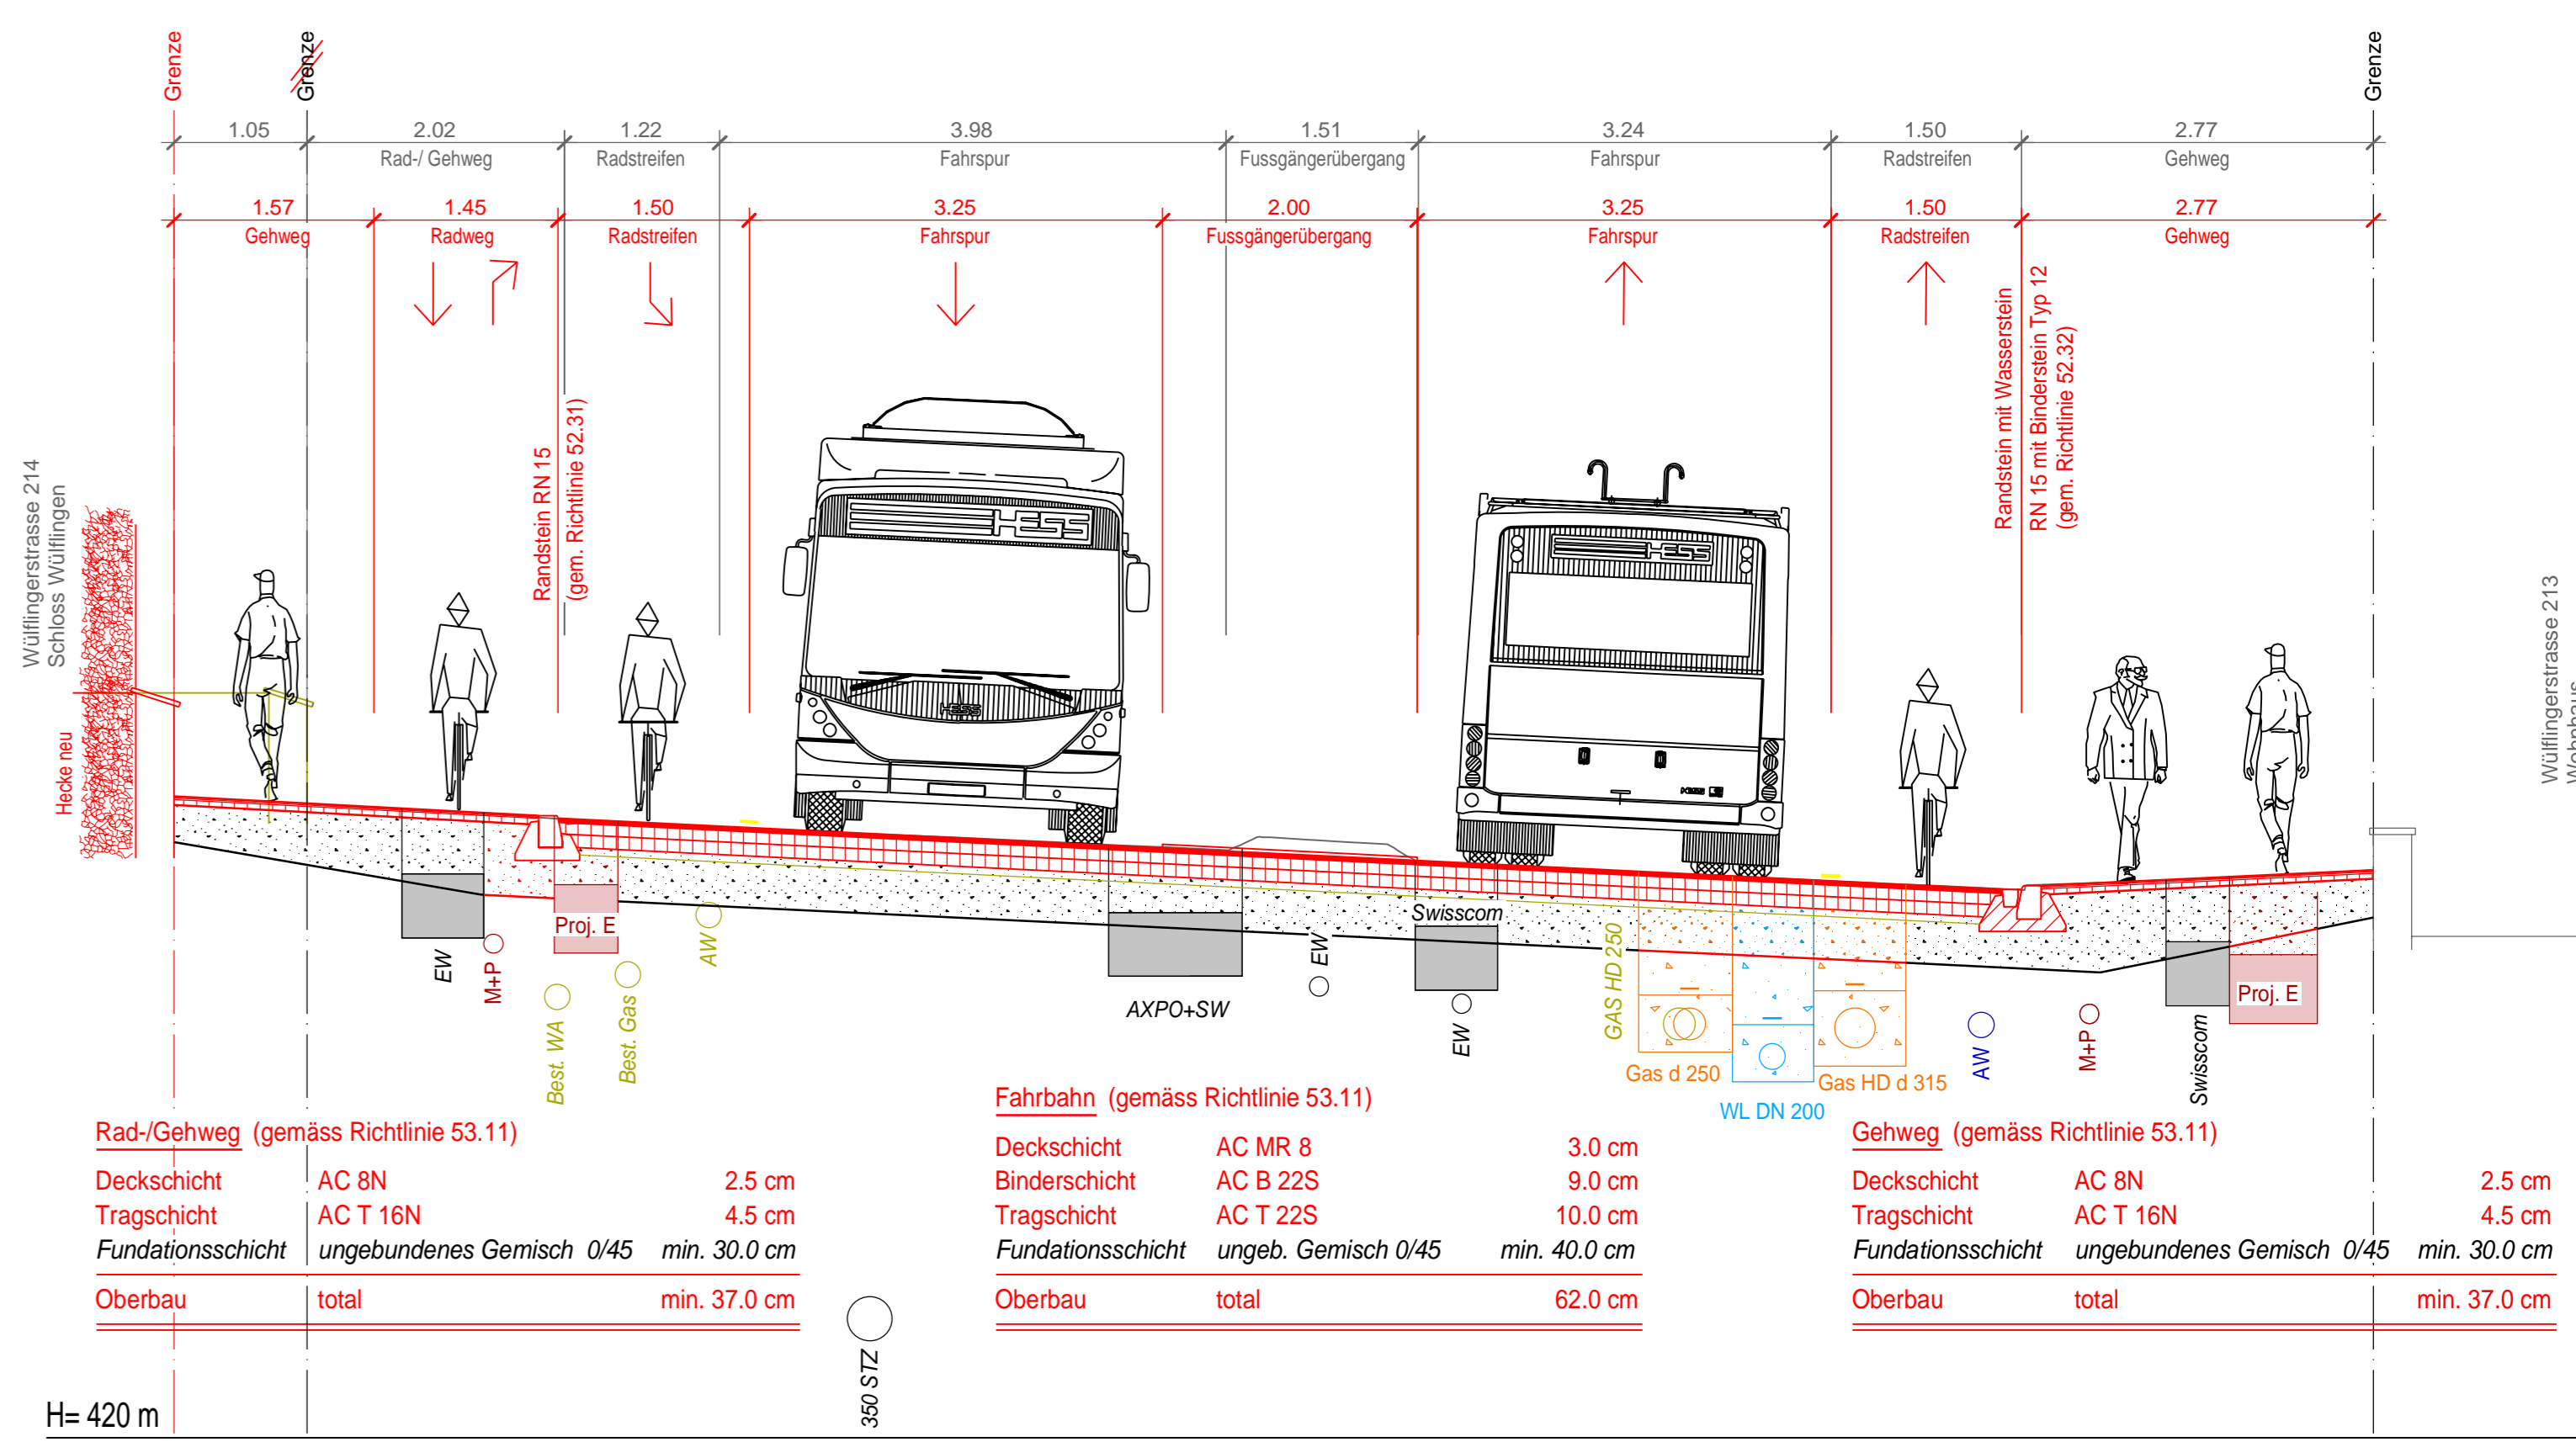 Grenze
Grenze
Grenze
1.05
2.02
1.22
3.98
1.51
3.24
1.50
2.77
Rad-/ Gehweg
Radstreifen
Fahrspur
Fussgängerübergang
Fahrspur
Radstreifen
Gehweg
1.57
1.45
1.50
3.25
2.00
3.25
1.50
2.77
Gehweg
Radweg
Radstreifen
Fahrspur
Fussgängerübergang
Fahrspur
Radstreifen
Gehweg
Wülflingerstrasse 214
Schloss Wülflingen
Hecke neu
Randstein RN 15
(gem. Richtlinie 52.31)
HESS
HESS
HESS
HESS
Randstein mit Wasserstein
RN 15 mit Binderstein Typ 12
(gem. Richtlinie 52.32)
Wülflingerstrasse 213
Wohnhaus
EW
M+P
Proj. E
Best. WA
Best. Gas
AW
AXPO+SW
EW
Swisscom
EW
GAS HD 250
Gas d 250
WL DN 200
Gas HD d 315
AW
M+P
Swisscom
Proj. E
Rad-/Gehweg (gemäss Richtlinie 53.11)
Deckschicht AC 8N 2.5 cm
Tragschicht AC T 16N 4.5 cm
Fundationsschicht ungebundenes Gemisch 0/45 min. 30.0 cm
Oberbau total min. 37.0 cm
Fahrbahn (gemäss Richtlinie 53.11)
Deckschicht AC MR 8 3.0 cm
Binderschicht AC B 22S 9.0 cm
Tragschicht AC T 22S 10.0 cm
Fundationsschicht ungeb. Gemisch 0/45 min. 40.0 cm
Oberbau total 62.0 cm
Gehweg (gemäss Richtlinie 53.11)
Deckschicht AC 8N 2.5 cm
Tragschicht AC T 16N 4.5 cm
Fundationsschicht ungebundenes Gemisch 0/45 min. 30.0 cm
Oberbau total min. 37.0 cm
350 STZ
H= 420 m